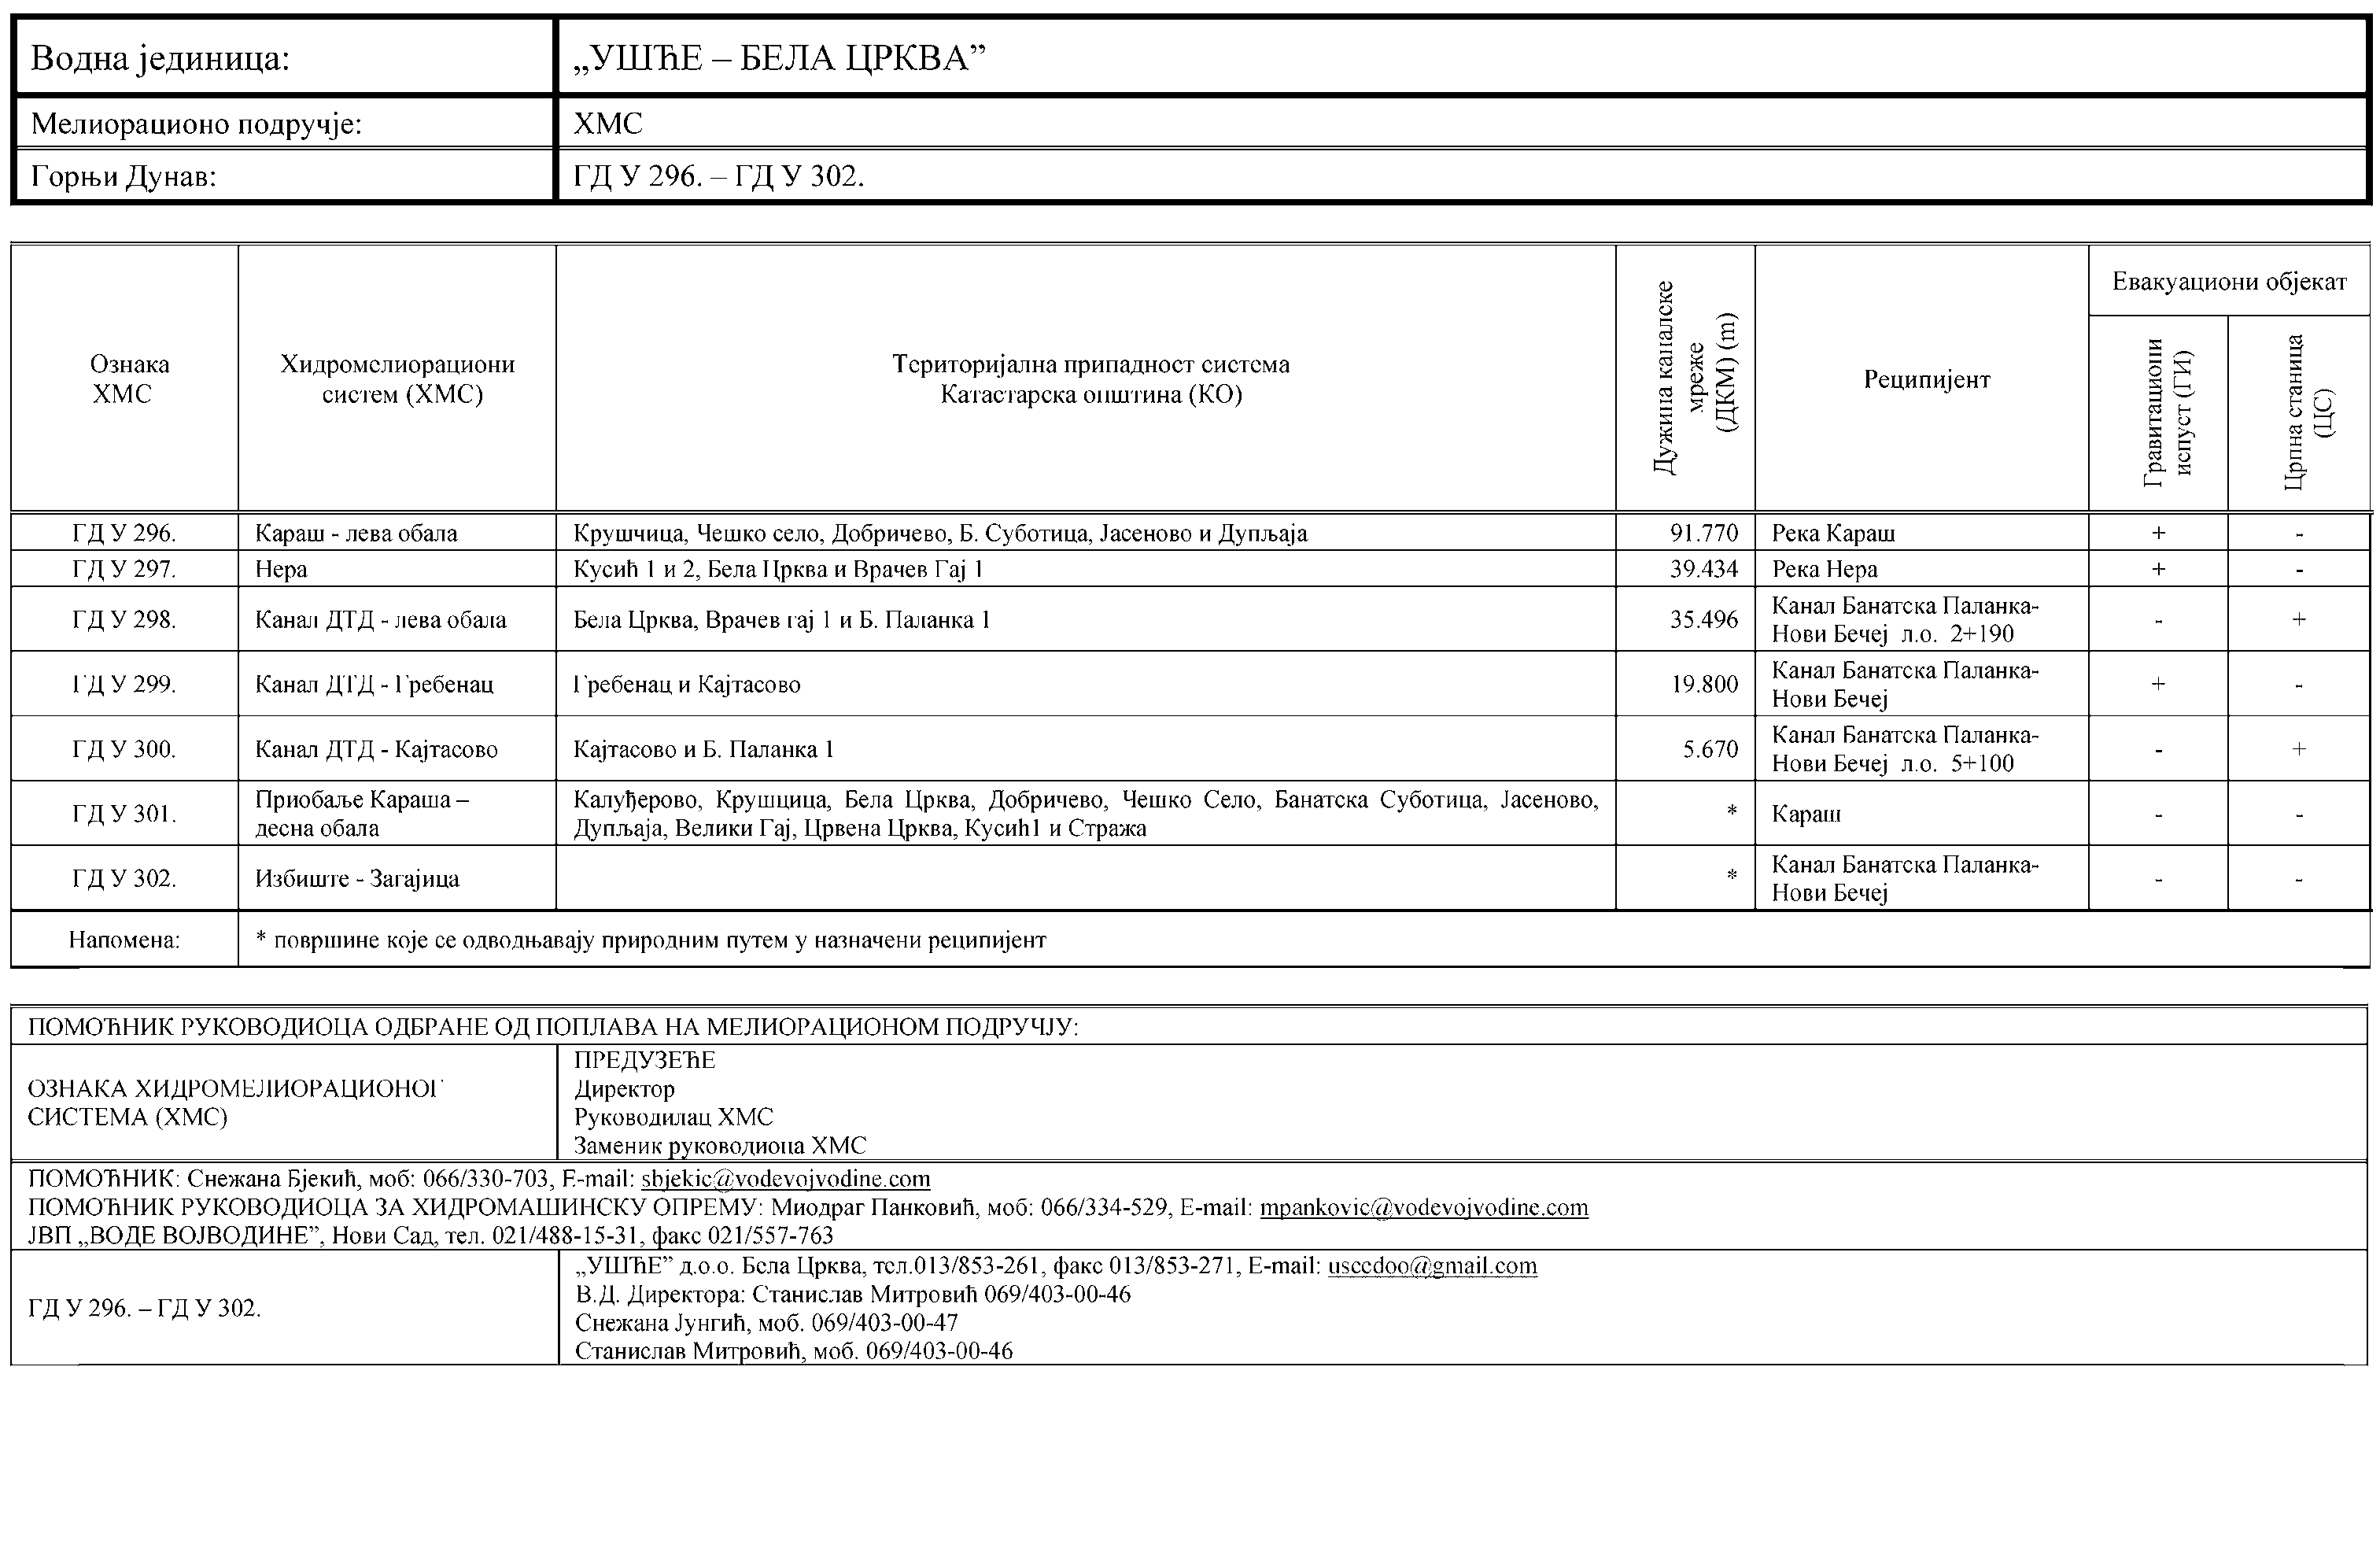 Водна јединица: „УШЋЕ – БЕЛА ЦРКВА”
Мелиорационо подручје: ХМС
Горњи Дунав: ГД У 296. – ГД У 302.
Ознака
ХМС
Хидромелиорациони
систем (ХМС)
Територијална припадност система
Катастарска општина (КО)
Дужина каналске
мреже
(ДКМ) (m)
Реципијент
Евакуациони објекат
Гравитациони
испуст (ГИ)
Црпна станица
(ЦС)
ГД У 296. Караш - лева обала Крушчица, Чешко село, Добричево, Б. Суботица, Јасеново и Дупљаја 91.770 Река Караш + -
ГД У 297. Нера Кусић 1 и 2, Бела Црква и Врачев Гај 1 39.434 Река Нера + -
ГД У 298. Канал ДТД - лева обала Бела Црква, Врачев гај 1 и Б. Паланка 1 35.496 Канал Банатска Паланка-
Нови Бечеј л.о. 2+190 - +
ГД У 299. Канал ДТД - Гребенац Гребенац и Кајтасово 19.800 Канал Банатска Паланка-
Нови Бечеј + -
ГД У 300. Канал ДТД - Кајтасово Кајтасово и Б. Паланка 1 5.670 Канал Банатска Паланка-
Нови Бечеј л.о. 5+100 - +
ГД У 301. Приобаље Караша –
десна обала
Калуђерово, Крушцица, Бела Црква, Добричево, Чешко Село, Банатска Суботица, Јасеново,
Дупљаја, Велики Гај, Црвена Црква, Кусић1 и Стража
* Караш - -
ГД У 302. Избиште - Загајица * Канал Банатска Паланка-
Нови Бечеј - -
Напомена: * површине које се одводњавају природним путем у назначени реципијент
ПОМОЋНИК РУКОВОДИОЦА ОДБРАНЕ ОД ПОПЛАВА НА МЕЛИОРАЦИОНОМ ПОДРУЧЈУ:
ОЗНАКА ХИДРОМЕЛИОРАЦИОНОГ
СИСТЕМА (ХМС)
ПРЕДУЗЕЋЕ
Директор
Руководилац ХМС
Заменик руководиоца ХМС
ПОМОЋНИК: Снежана Бјекић, моб: 066/330-703, E-mail: sbjekic@vodevojvodine.com
ПОМОЋНИК РУКОВОДИОЦА ЗА ХИДРОМАШИНСКУ ОПРЕМУ: Миодраг Панковић, моб: 066/334-529, E-mail: mpankovic@vodevojvodine.com
ЈВП „ВОДЕ ВОЈВОДИНЕ”, Нови Сад, тел. 021/488-15-31, факс 021/557-763
ГД У 296. – ГД У 302.
„УШЋЕ” д.о.о. Бела Црква, тел.013/853-261, факс 013/853-271, E-mail: uscedoo@gmail.com
В.Д. Директора: Станислав Митровић 069/403-00-46
Снежана Јунгић, моб. 069/403-00-47
Станислав Митровић, моб. 069/403-00-46